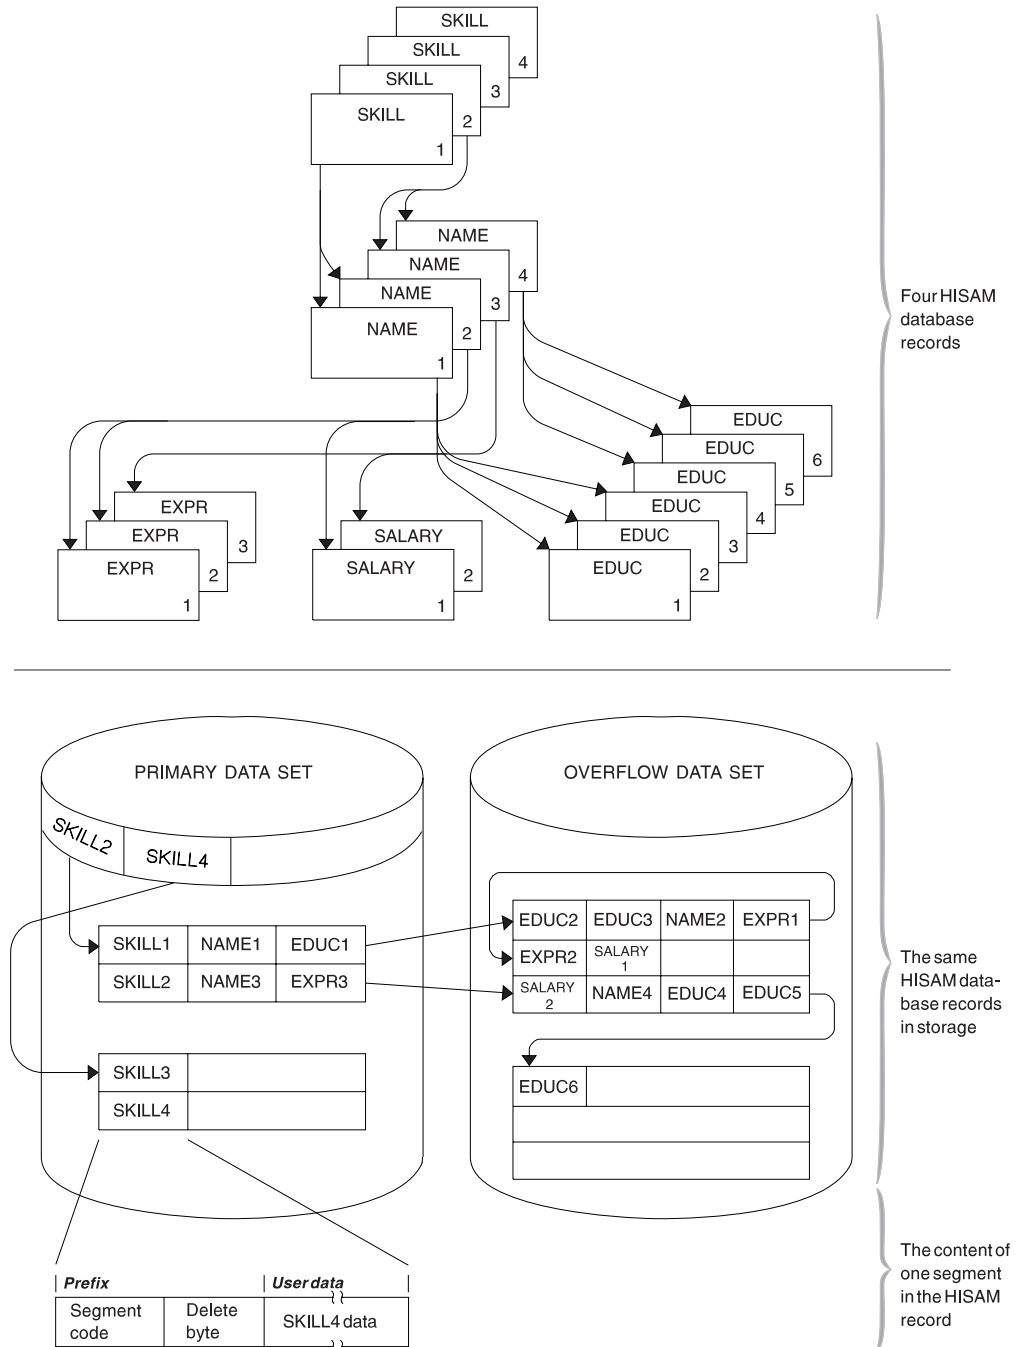 SKILL
4
SKILL
3
SKILL
2
SKILL
1
NAME
4
NAME
3
NAME
2
NAME
1
Four HISAM
database
records
EDUC
6
EDUC
5
EDUC
4
EDUC
3
EDUC
2
EDUC
1
EXPR
3
EXPR
2
EXPR
1
SALARY
2
SALARY
1
PRIMARY DATA SET
OVERFLOW DATA SET
SKILL2
SKILL4
SKILL1 NAME1 EDUC1
SKILL2 NAME3 EXPR3
SKILL3
SKILL4
EDUC2 EDUC3 NAME2 EXPR1
EXPR2 SALARY 1
SALARY 2 NAME4 EDUC4 EDUC5
EDUC6
The same
HISAM data-
base records
in storage
Prefix User data
Segment
code
Delete
byte
SKILL4 data
The content of
one segment
in the HISAM
record